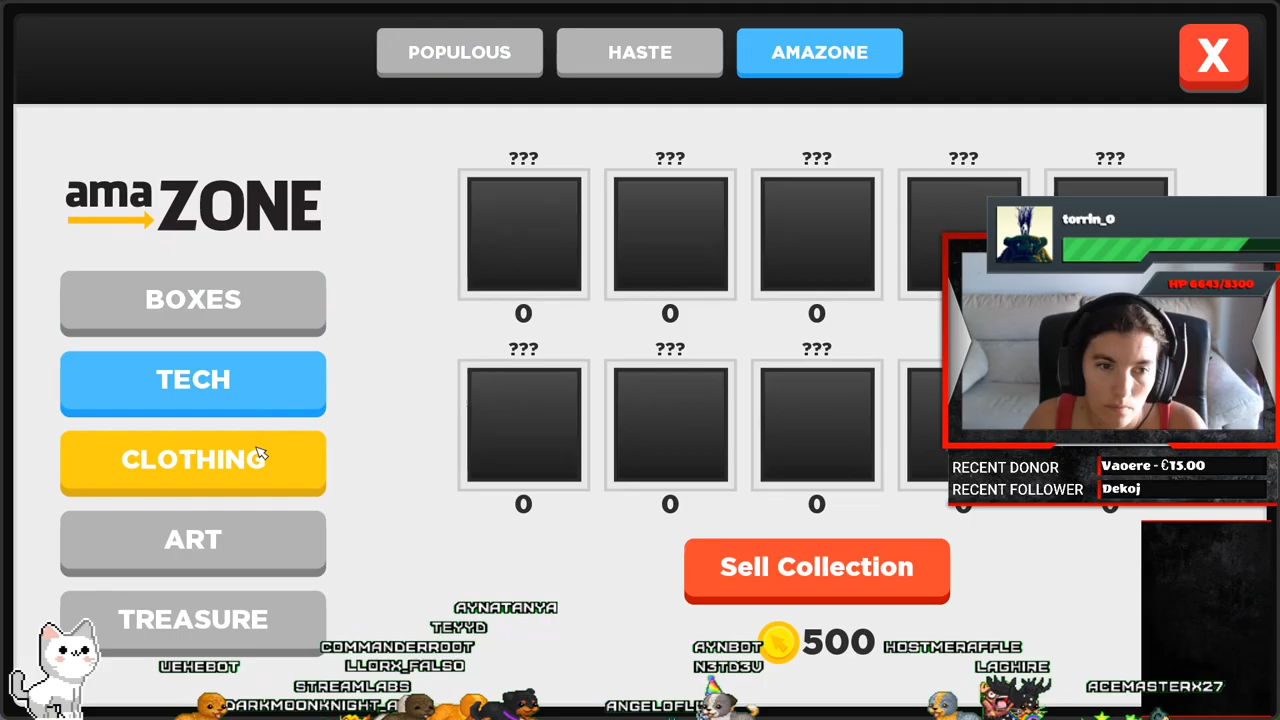 POPULOUS
HASTE
AMAZONE
X
amaZONE
BOXES
TECH
CLOTHING
ART
TREASURE
??? ??? ??? ??? ???
0 0 0
??? ??? ???
0 0 0
Sell Collection
500
torrin_0
HP 6643/8300
RECENT DONOR Vaoere - €15.00
RECENT FOLLOWER Dekoj
AYNATANYA
TEYYD
COMMANDERROOT
LLORX_FALSO
UEHEBOT
STREAMLABS
DARKMOONKNIGHT_A
AYNBOT
N3TD3V
HOSTMERAFFLE
LAGHIRE
ACEMASTERX27